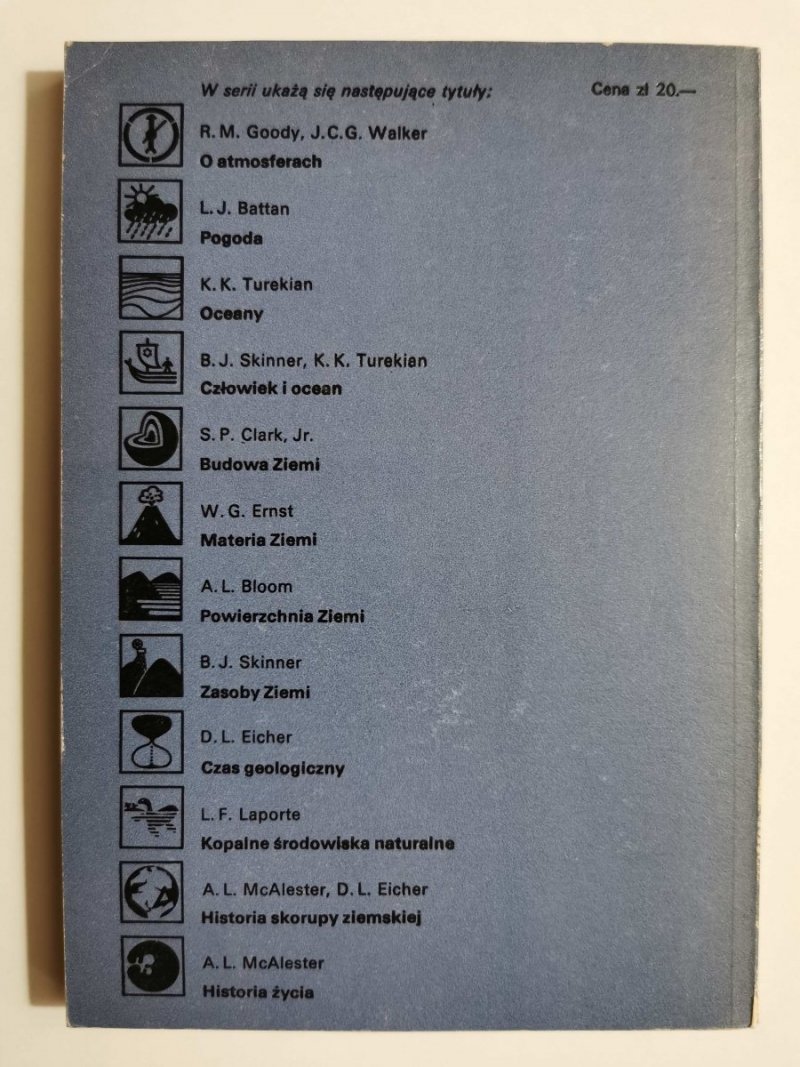 W serii ukażą się następujące tytuły: Cena zł 20.—
R. M. Goody, J.C.G. Walker
O atmosferach
L. J. Battan
Pogoda
K. K. Turekian
Oceany
B. J. Skinner, K. K. Turekian
Człowiek i ocean
S. P. Clark, Jr.
Budowa Ziemi
W. G. Ernst
Materia Ziemi
A. L. Bloom
Powierzchnia Ziemi
B. J. Skinner
Zasoby Ziemi
D. L. Eicher
Czas geologiczny
L. F. Laporte
Kopalne środowiska naturalne
A. L. McAlester, D. L. Eicher
Historia skorupy ziemskiej
A. L. McAlester
Historia życia